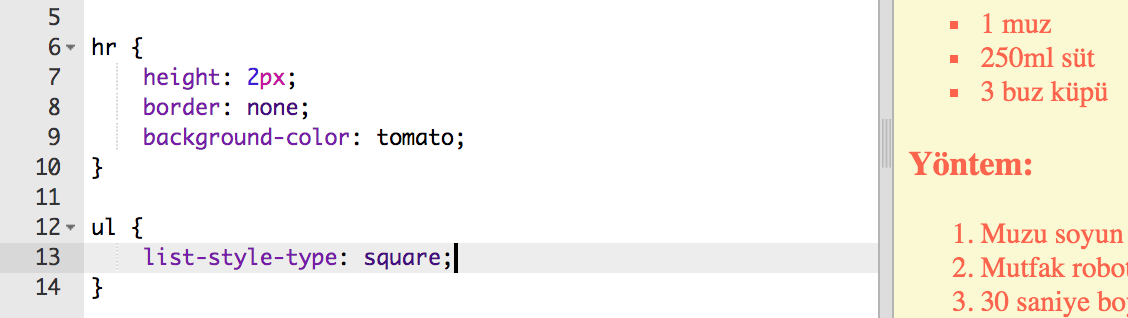 5
6 hr {
7 height: 2px;
8 border: none;
9 background-color: tomato;
10 }
11
12 ul {
13 list-style-type: square;
14 }
1 muz
250ml süt
3 buz küpü
Yöntem:
1. Muzu soyun
2. Mutfak robot
3. 30 saniye boy